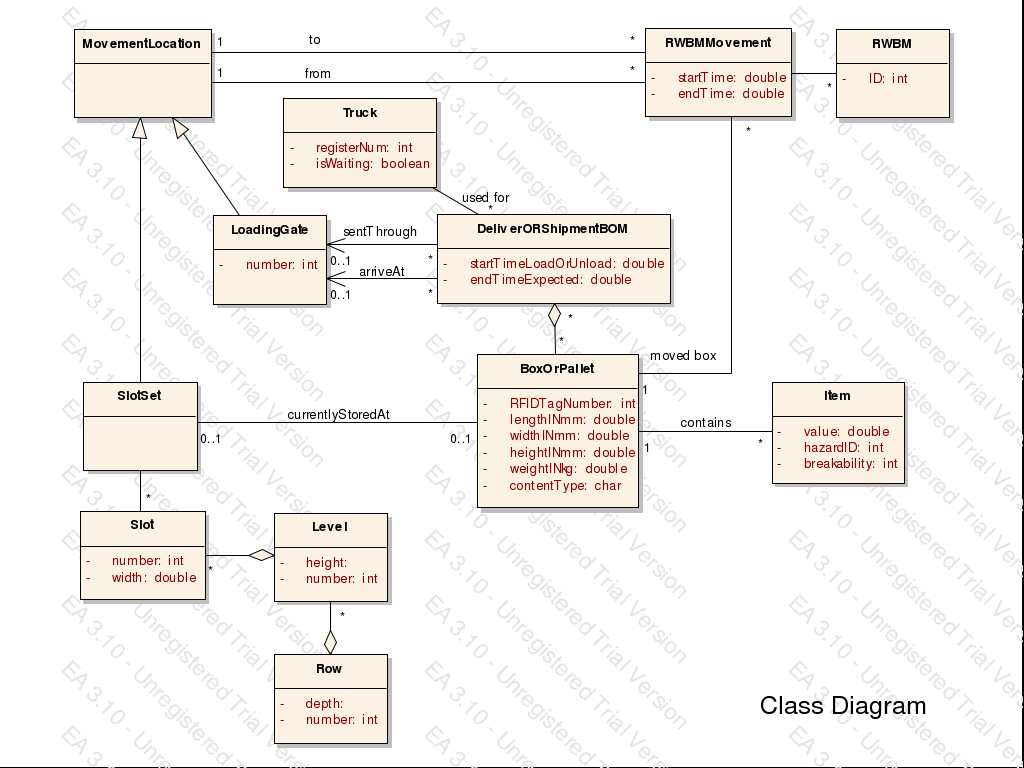 MovementLocation
1
to
*
1
from
*
RWBMMovement
- startTime: double
- endTime: double
*
RWBM
- ID: int
*
Truck
- registerNum: int
- isWaiting: boolean
used for
*
LoadingGate
- number: int
sentThrough
0..1
*
arriveAt
0..1
*
DeliverORShipmentBOM
- startTimeLoadOrUnload: double
- endTimeExpected: double
*
*
moved box
1
BoxOrPallet
- RFIDTagNumber: int
- lengthINmm: double
- widthINmm: double
- heightINmm: double
- weightINkg: double
- contentType: char
contains
1
*
Item
- value: double
- hazardID: int
- breakability: int
SlotSet
currentlyStoredAt
0..1
0..1
*
Slot
- number: int
- width: double
*
Level
- height:
- number: int
*
Row
- depth:
- number: int
Class Diagram
EA 3.10 - Unregistered Trial Version